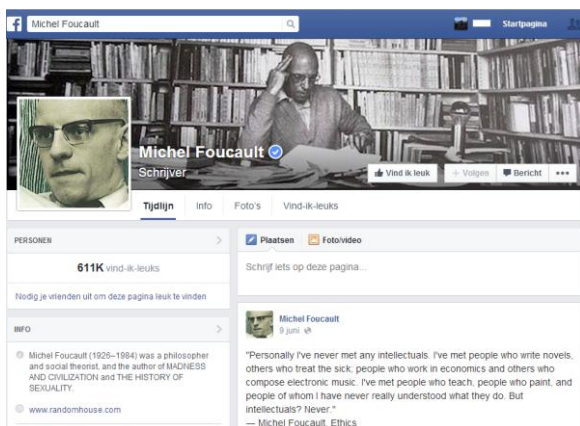 f Michel Foucault
Startpagina
Michel Foucault
Schrijver
Vind ik leuk
+ Volgen
Bericht
Tijdlijn
Info
Foto's
Vind-ik-leuks
PERSONEN
611K vind-ik-leuks
Nodig je vrienden uit om deze pagina leuk te vinden
INFO
Michel Foucault (1926–1984) was a philosopher
and social theorist, and the author of MADNESS
AND CIVILIZATION and THE HISTORY OF
SEXUALITY.
www.randomhouse.com
Plaatsen
Foto/video
Schrijf iets op deze pagina...
Michel Foucault
9 juni
"Personally I've never met any intellectuals. I've met people who write novels,
others who treat the sick; people who work in economics and others who
compose electronic music. I've met people who teach, people who paint, and
people of whom I have never really understood what they do. But
intellectuals? Never."
— Michel Foucault, Ethics